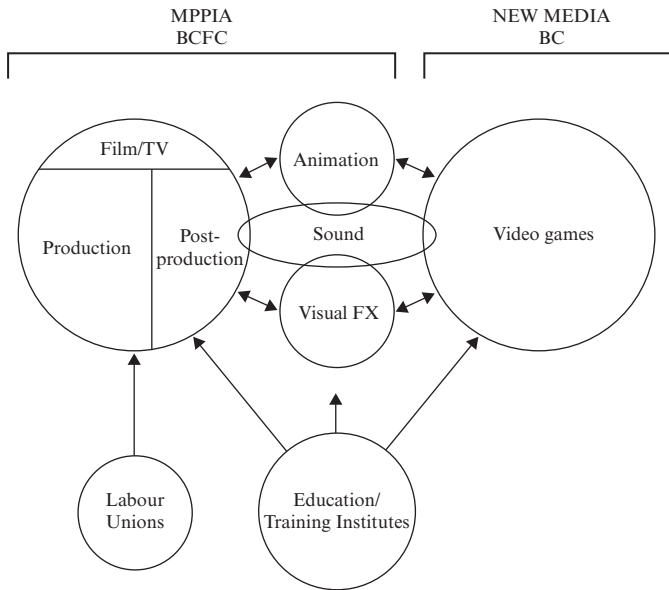 MPPIA
BCFC
NEW MEDIA
BC
Film/TV
Production
Post-
production
Animation
Sound
Visual FX
Video games
Labour
Unions
Education/
Training Institutes